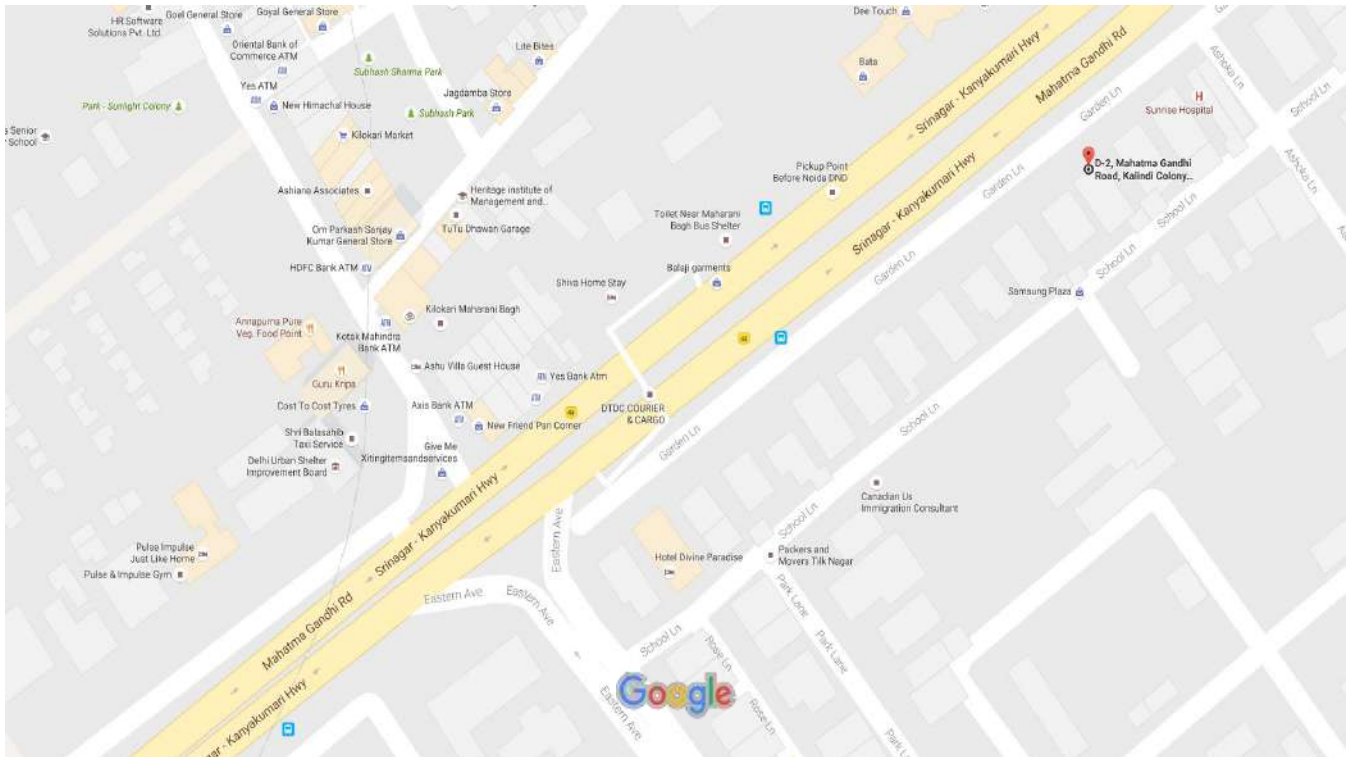 HR Software
Solutions Pvt. Ltd.
Goel General Store
Goyal General Store
Dee Touch
Oriental Bank of
Commerce ATM
Lite Bites
Subhash Sharma Park
Bata
Srinagar - Kanyakumari Hwy
Mahatma Gandhi Rd
Ashoka Ln
School Ln
Yes ATM
New Himachal House
Jagdamba Store
Park - Sunlight Colony
Subhash Park
Garden Ln
Sunrise Hospital
Senior
School
Kilokari Market
Pickup Point
Before Noida DND
D-2, Mahatma Gandhi
Road, Kalindi Colony...
Ashoka Ln
Ashiana Associates
Heritage institute of
Management and...
Garden Ln
Srinagar - Kanyakumari Hwy
School Ln
Om Parkash Sanjay
Kumar General Store
TuTu Dhawan Garage
Toilet Near Maharani
Bagh Bus Shelter
HDFC Bank ATM
Balaji garments
Garden Ln
School Ln
Shiva Home Stay
Samsung Plaza
Kilokari Maharani Bagh
Annapurna Pure
Veg. Food Point
Kotak Mahindra
Bank ATM
Ashu Villa Guest House
Guru Kripa
Yes Bank Atm
Cost To Cost Tyres
Axis Bank ATM
DTDC COURIER
& CARGO
New Friend Pan Corner
School Ln
Shri Balasahib
Taxi Service
Give Me
Xitingitemaandservices
Garden Ln
Delhi Urban Shelter
Improvement Board
Srinagar - Kanyakumari Hwy
Canadian Us
Immigration Consultant
School Ln
Eastern Ave
Pulse Impulse
Just Like Home
Pulse & Impulse Gym
Hotel Divine Paradise
Packers and
Movers Tilk Nagar
Eastern Ave
Eastern Ave
Park Lane
Mahatma Gandhi Rd
School Ln
Rose Ln
Park Lane
Google
Kanyakumari Hwy
Eastern Ave
Rose Ln